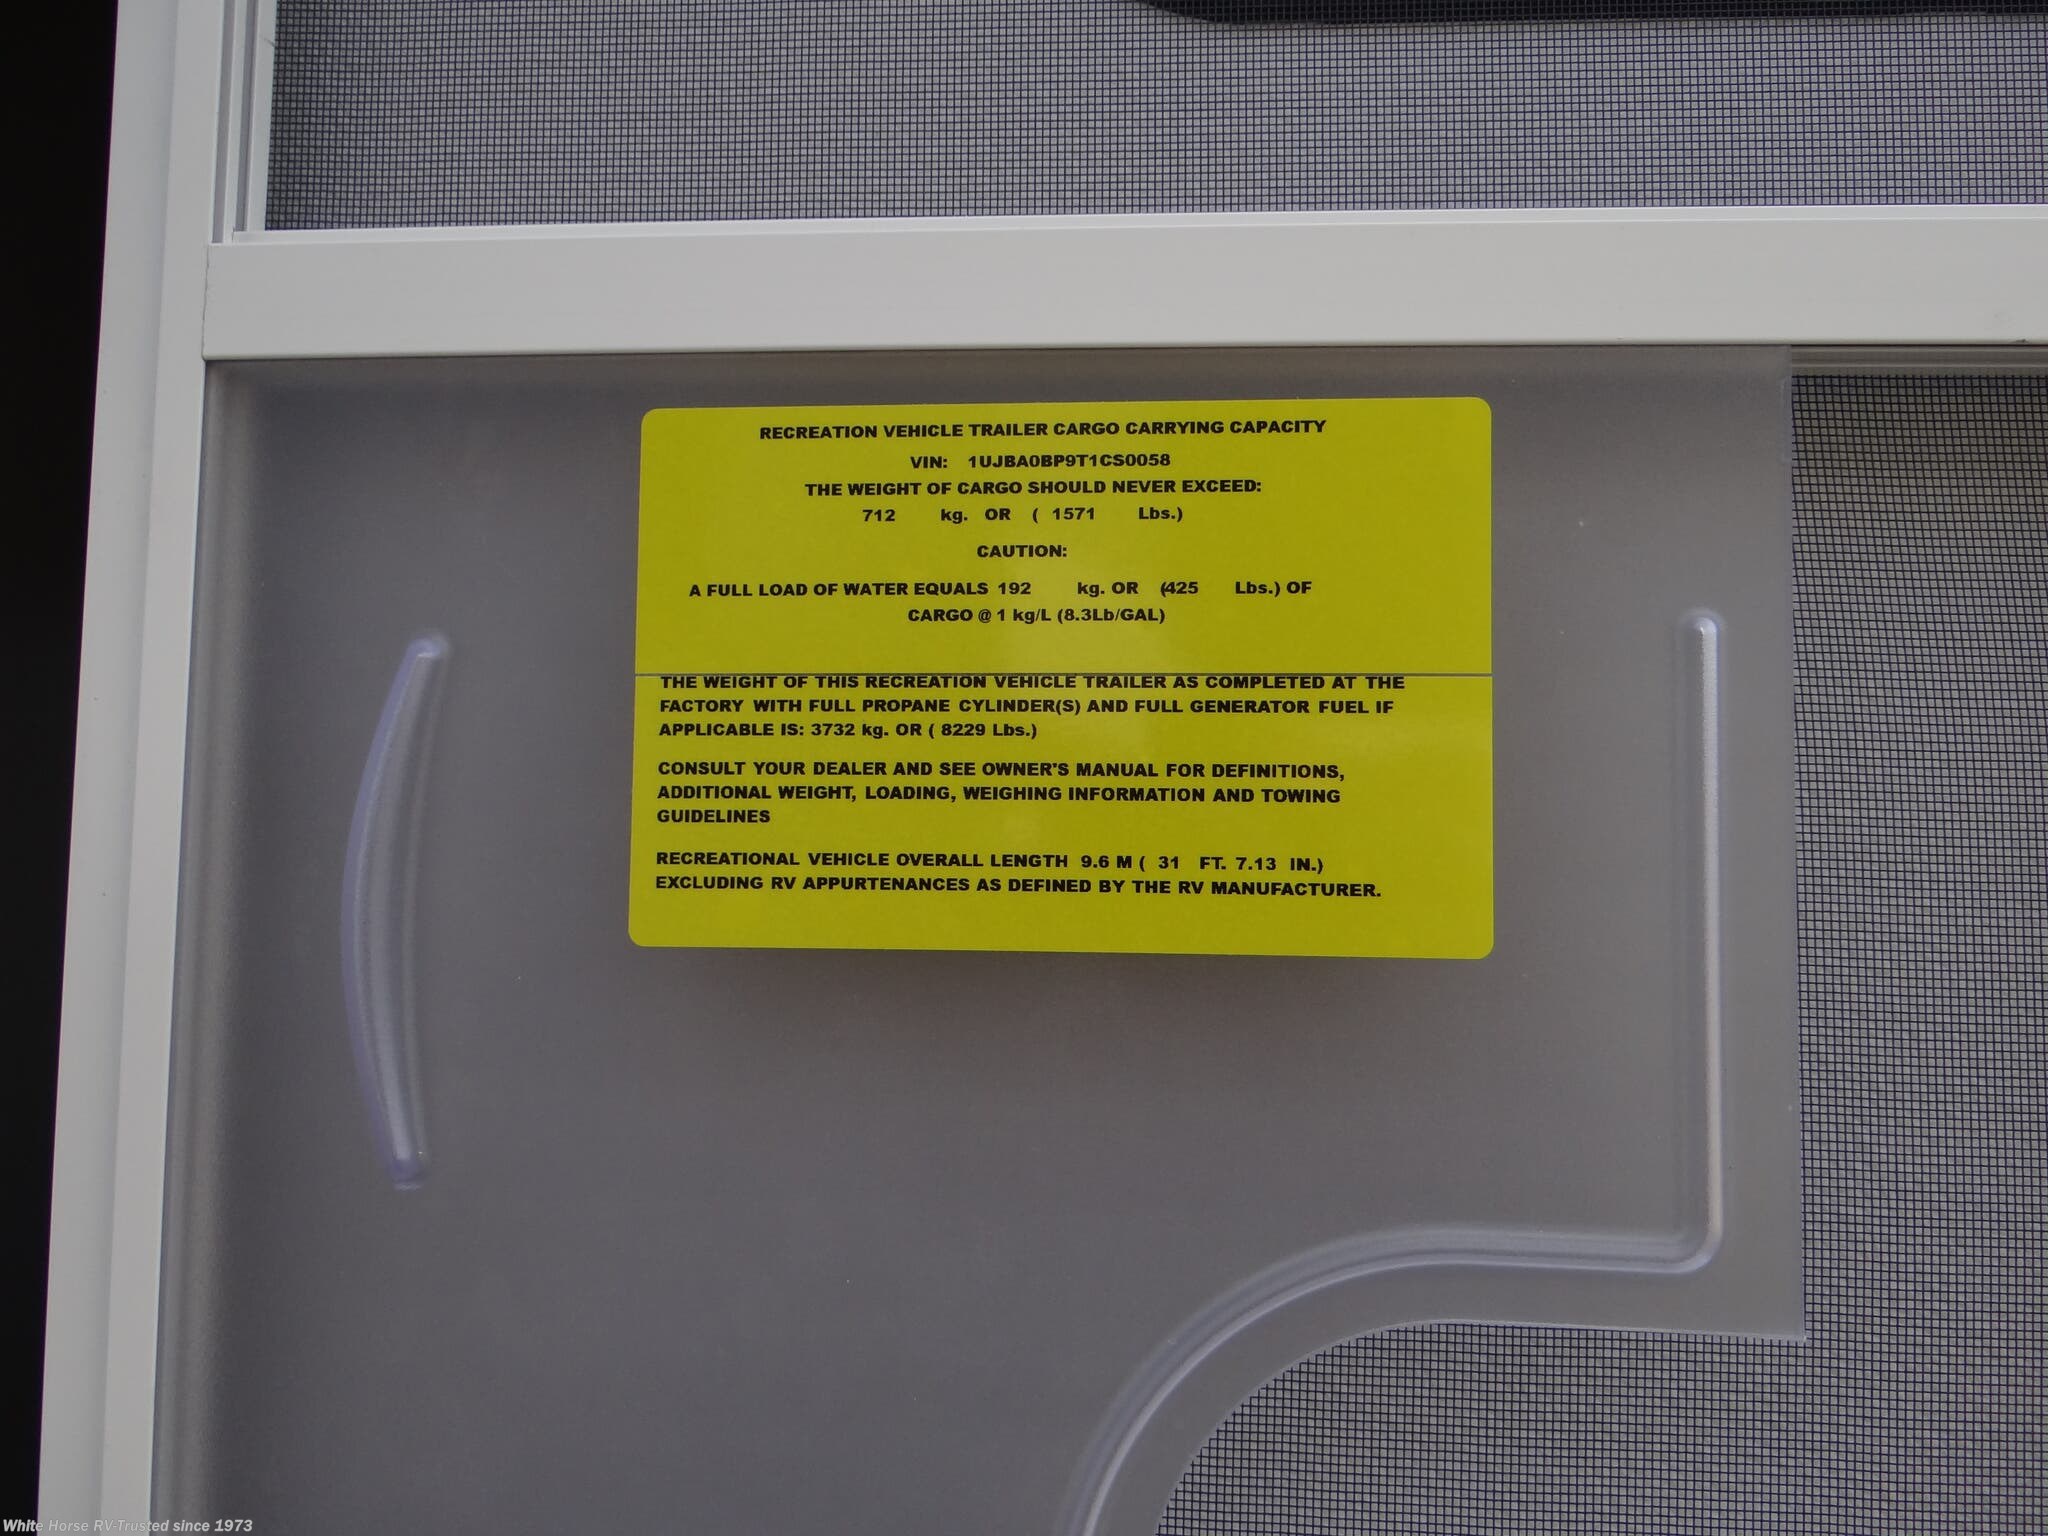 RECREATION VEHICLE TRAILER CARGO CARRYING CAPACITY
VIN: 1UJBA0BP9T1CS0058
THE WEIGHT OF CARGO SHOULD NEVER EXCEED:
712 kg. OR ( 1571 Lbs.)
CAUTION:
A FULL LOAD OF WATER EQUALS 192 kg. OR (425 Lbs.) OF
CARGO @ 1 kg/L (8.3Lb/GAL)
THE WEIGHT OF THIS RECREATION VEHICLE TRAILER AS COMPLETED AT THE
FACTORY WITH FULL PROPANE CYLINDER(S) AND FULL GENERATOR FUEL IF
APPLICABLE IS: 3732 kg. OR ( 8229 Lbs.)
CONSULT YOUR DEALER AND SEE OWNER'S MANUAL FOR DEFINITIONS,
ADDITIONAL WEIGHT, LOADING, WEIGHING INFORMATION AND TOWING
GUIDELINES
RECREATIONAL VEHICLE OVERALL LENGTH 9.6 M ( 31 FT. 7.13 IN.)
EXCLUDING RV APPURTENANCES AS DEFINED BY THE RV MANUFACTURER.
White Horse RV-Trusted since 1973